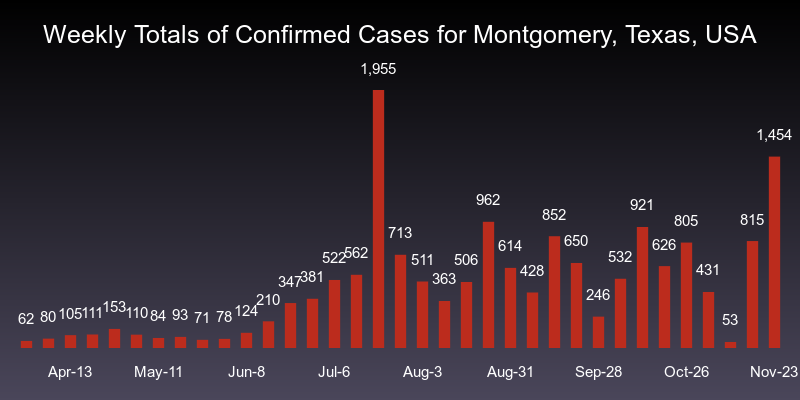 Weekly Totals of Confirmed Cases for Montgomery, Texas, USA
62 80 105 111 153 110 84 93 71 78 124 210 347 381 522 562 1,955 713 511 363 506 962 614 428 852 650 246 532 921 626 805 431 53 815 1,454
Apr-13 May-11 Jun-8 Jul-6 Aug-3 Aug-31 Sep-28 Oct-26 Nov-23